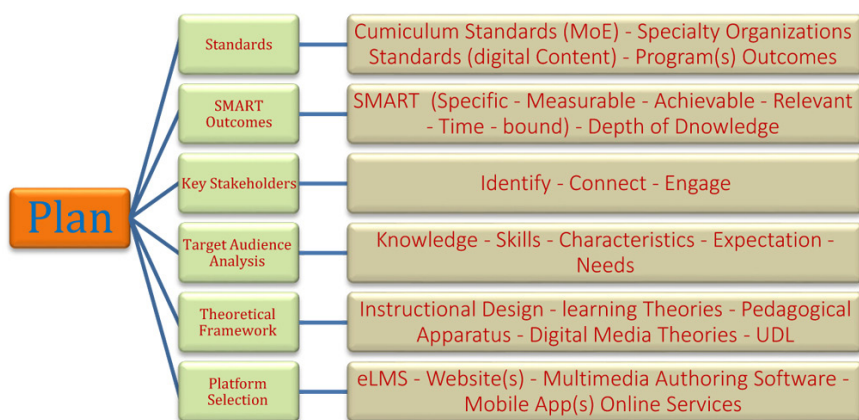 Plan
Standards
Cumiculum Standards (MoE) - Specialty Organizations
Standards (digital Content) - Program(s) Outcomes
SMART
Outcomes
SMART (Specific - Measurable - Achievable - Relevant
- Time - bound) - Depth of Dnowledge
Key Stakeholders
Identify - Connect - Engage
Target Audience
Analysis
Knowledge - Skills - Characteristics - Expectation -
Needs
Theoretical
Framework
Instructional Design - learning Theories - Pedagogical
Apparatus - Digital Media Theories - UDL
Platform
Selection
eLMS - Website(s) - Multimedia Authoring Software -
Mobile App(s) Online Services